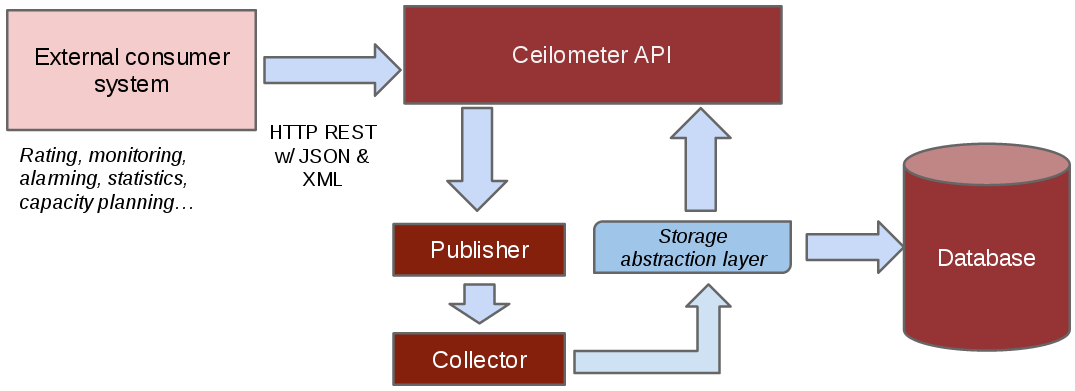 External consumer
system
Ceilometer API
HTTP REST
w/ JSON &
XML
Rating, monitoring,
alarming, statistics,
capacity planning…
Publisher
Storage
abstraction layer
Database
Collector